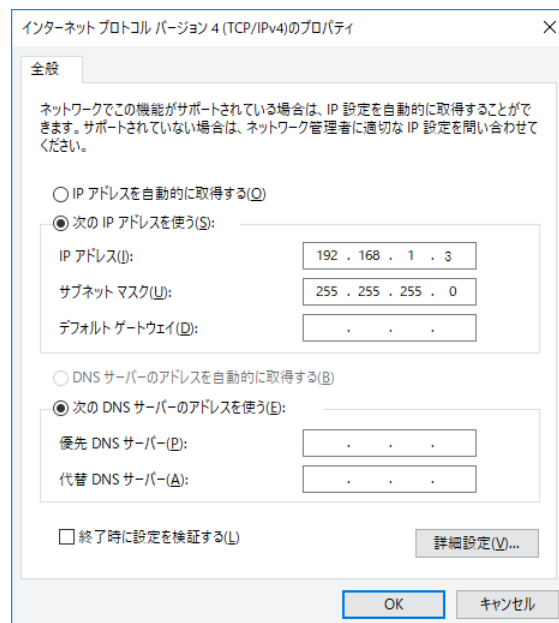 インターネット プロトコル バージョン 4 (TCP/IPv4)のプロパティ
全般
ネットワークでこの機能がサポートされている場合は、IP 設定を自動的に取得することがで
きます。サポートされていない場合は、ネットワーク管理者に適切な IP 設定を問い合わせて
ください。
IP アドレスを自動的に取得する(O)
次の IP アドレスを使う(S):
IP アドレス(I): 192 . 168 . 1 . 3
サブネット マスク(U): 255 . 255 . 255 . 0
デフォルト ゲートウェイ(D): . . .
DNS サーバーのアドレスを自動的に取得する(B)
次の DNS サーバーのアドレスを使う(E):
優先 DNS サーバー(P): . . .
代替 DNS サーバー(A): . . .
終了時に設定を検証する(L)
詳細設定(V)...
OK キャンセル